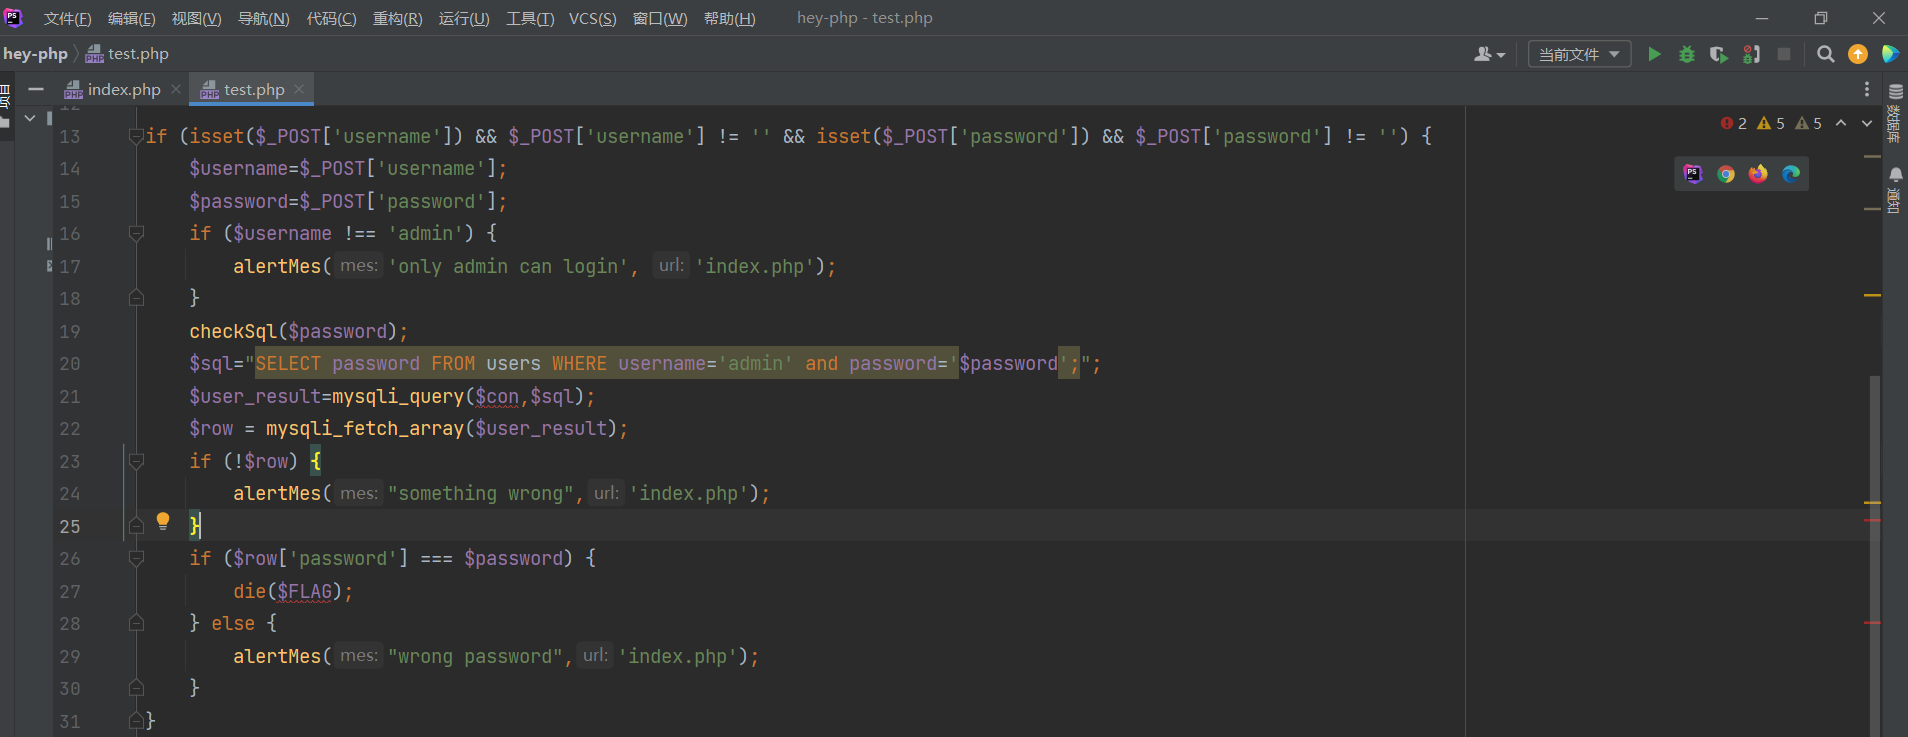 文件(F) 编辑(E) 视图(V) 导航(N) 代码(C) 重构(R) 运行(U) 工具(T) VCS(S) 窗口(W) 帮助(H) hey-php - test.php
hey-php test.php 当前文件
index.php test.php
项目
数据库
通知
12
2 5 5
13 if (isset($_POST['username']) && $_POST['username'] != '' && isset($_POST['password']) && $_POST['password'] != '') {
14 $username=$_POST['username'];
15 $password=$_POST['password'];
16 if ($username !== 'admin') {
17 alertMes( mes: 'only admin can login', url: 'index.php');
18 }
19 checkSql($password);
20 $sql="SELECT password FROM users WHERE username='admin' and password='$password';";
21 $user_result=mysqli_query($con,$sql);
22 $row = mysqli_fetch_array($user_result);
23 if (!$row) {
24 alertMes( mes: "something wrong", url: 'index.php');
25 }
26 if ($row['password'] === $password) {
27 die($FLAG);
28 } else {
29 alertMes( mes: "wrong password", url: 'index.php');
30 }
31 }